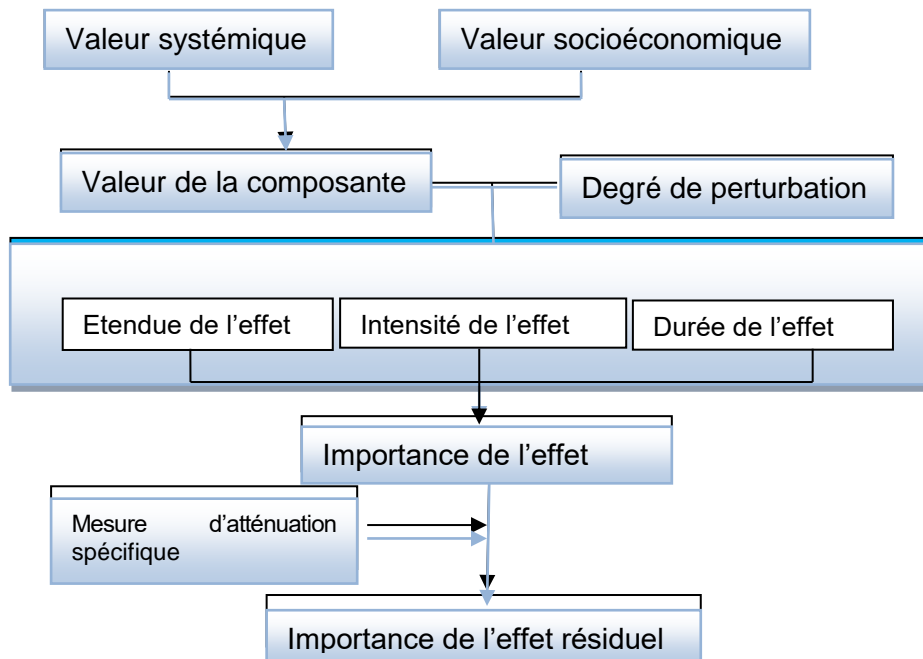 Valeur systémique
Valeur socioéconomique
Valeur de la composante
Degré de perturbation
Etendue de l’effet
Intensité de l’effet
Durée de l’effet
Importance de l’effet
Mesure d’atténuation
spécifique
Importance de l’effet résiduel